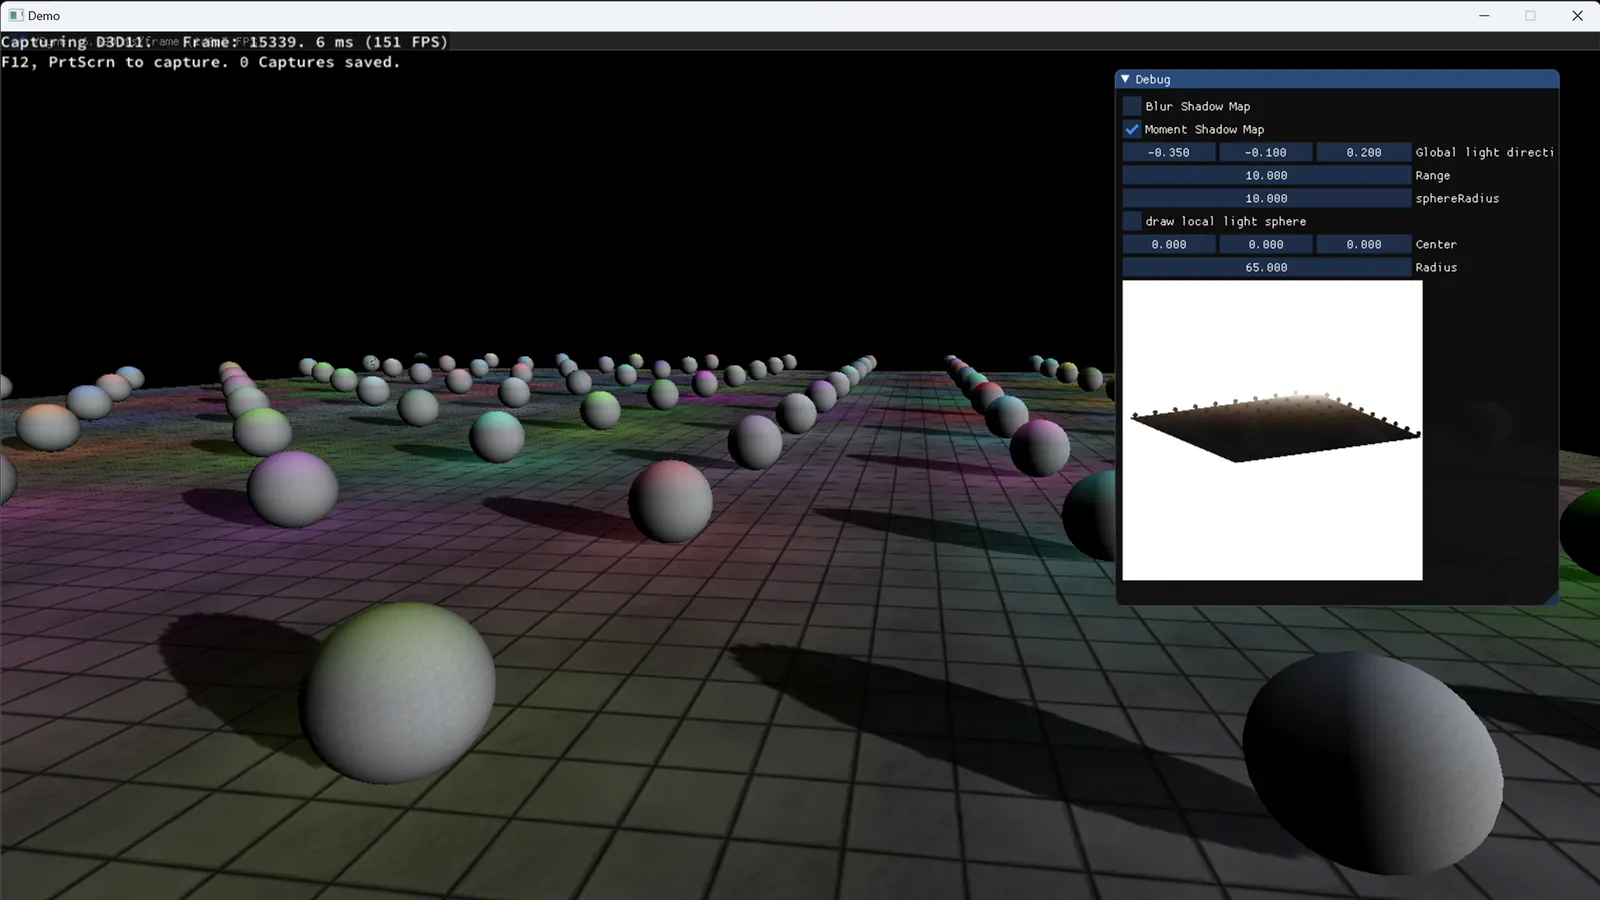 Demo
Capturing D3D11. Frame: 15339. 6 ms (151 FPS)
F12, PrtScrn to capture. 0 Captures saved.
Debug
Blur Shadow Map
Moment Shadow Map
-0.350 -0.100 0.200 Global light directi
10.000 Range
10.000 sphereRadius
draw local light sphere
0.000 0.000 0.000 Center
65.000 Radius